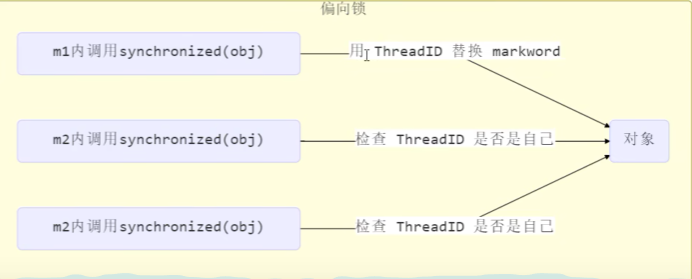 偏向锁
m1内调用synchronized(obj)
用 ThreadID 替换 markword
m2内调用synchronized(obj)
检查 ThreadID 是否是自己
对象
m2内调用synchronized(obj)
检查 ThreadID 是否是自己